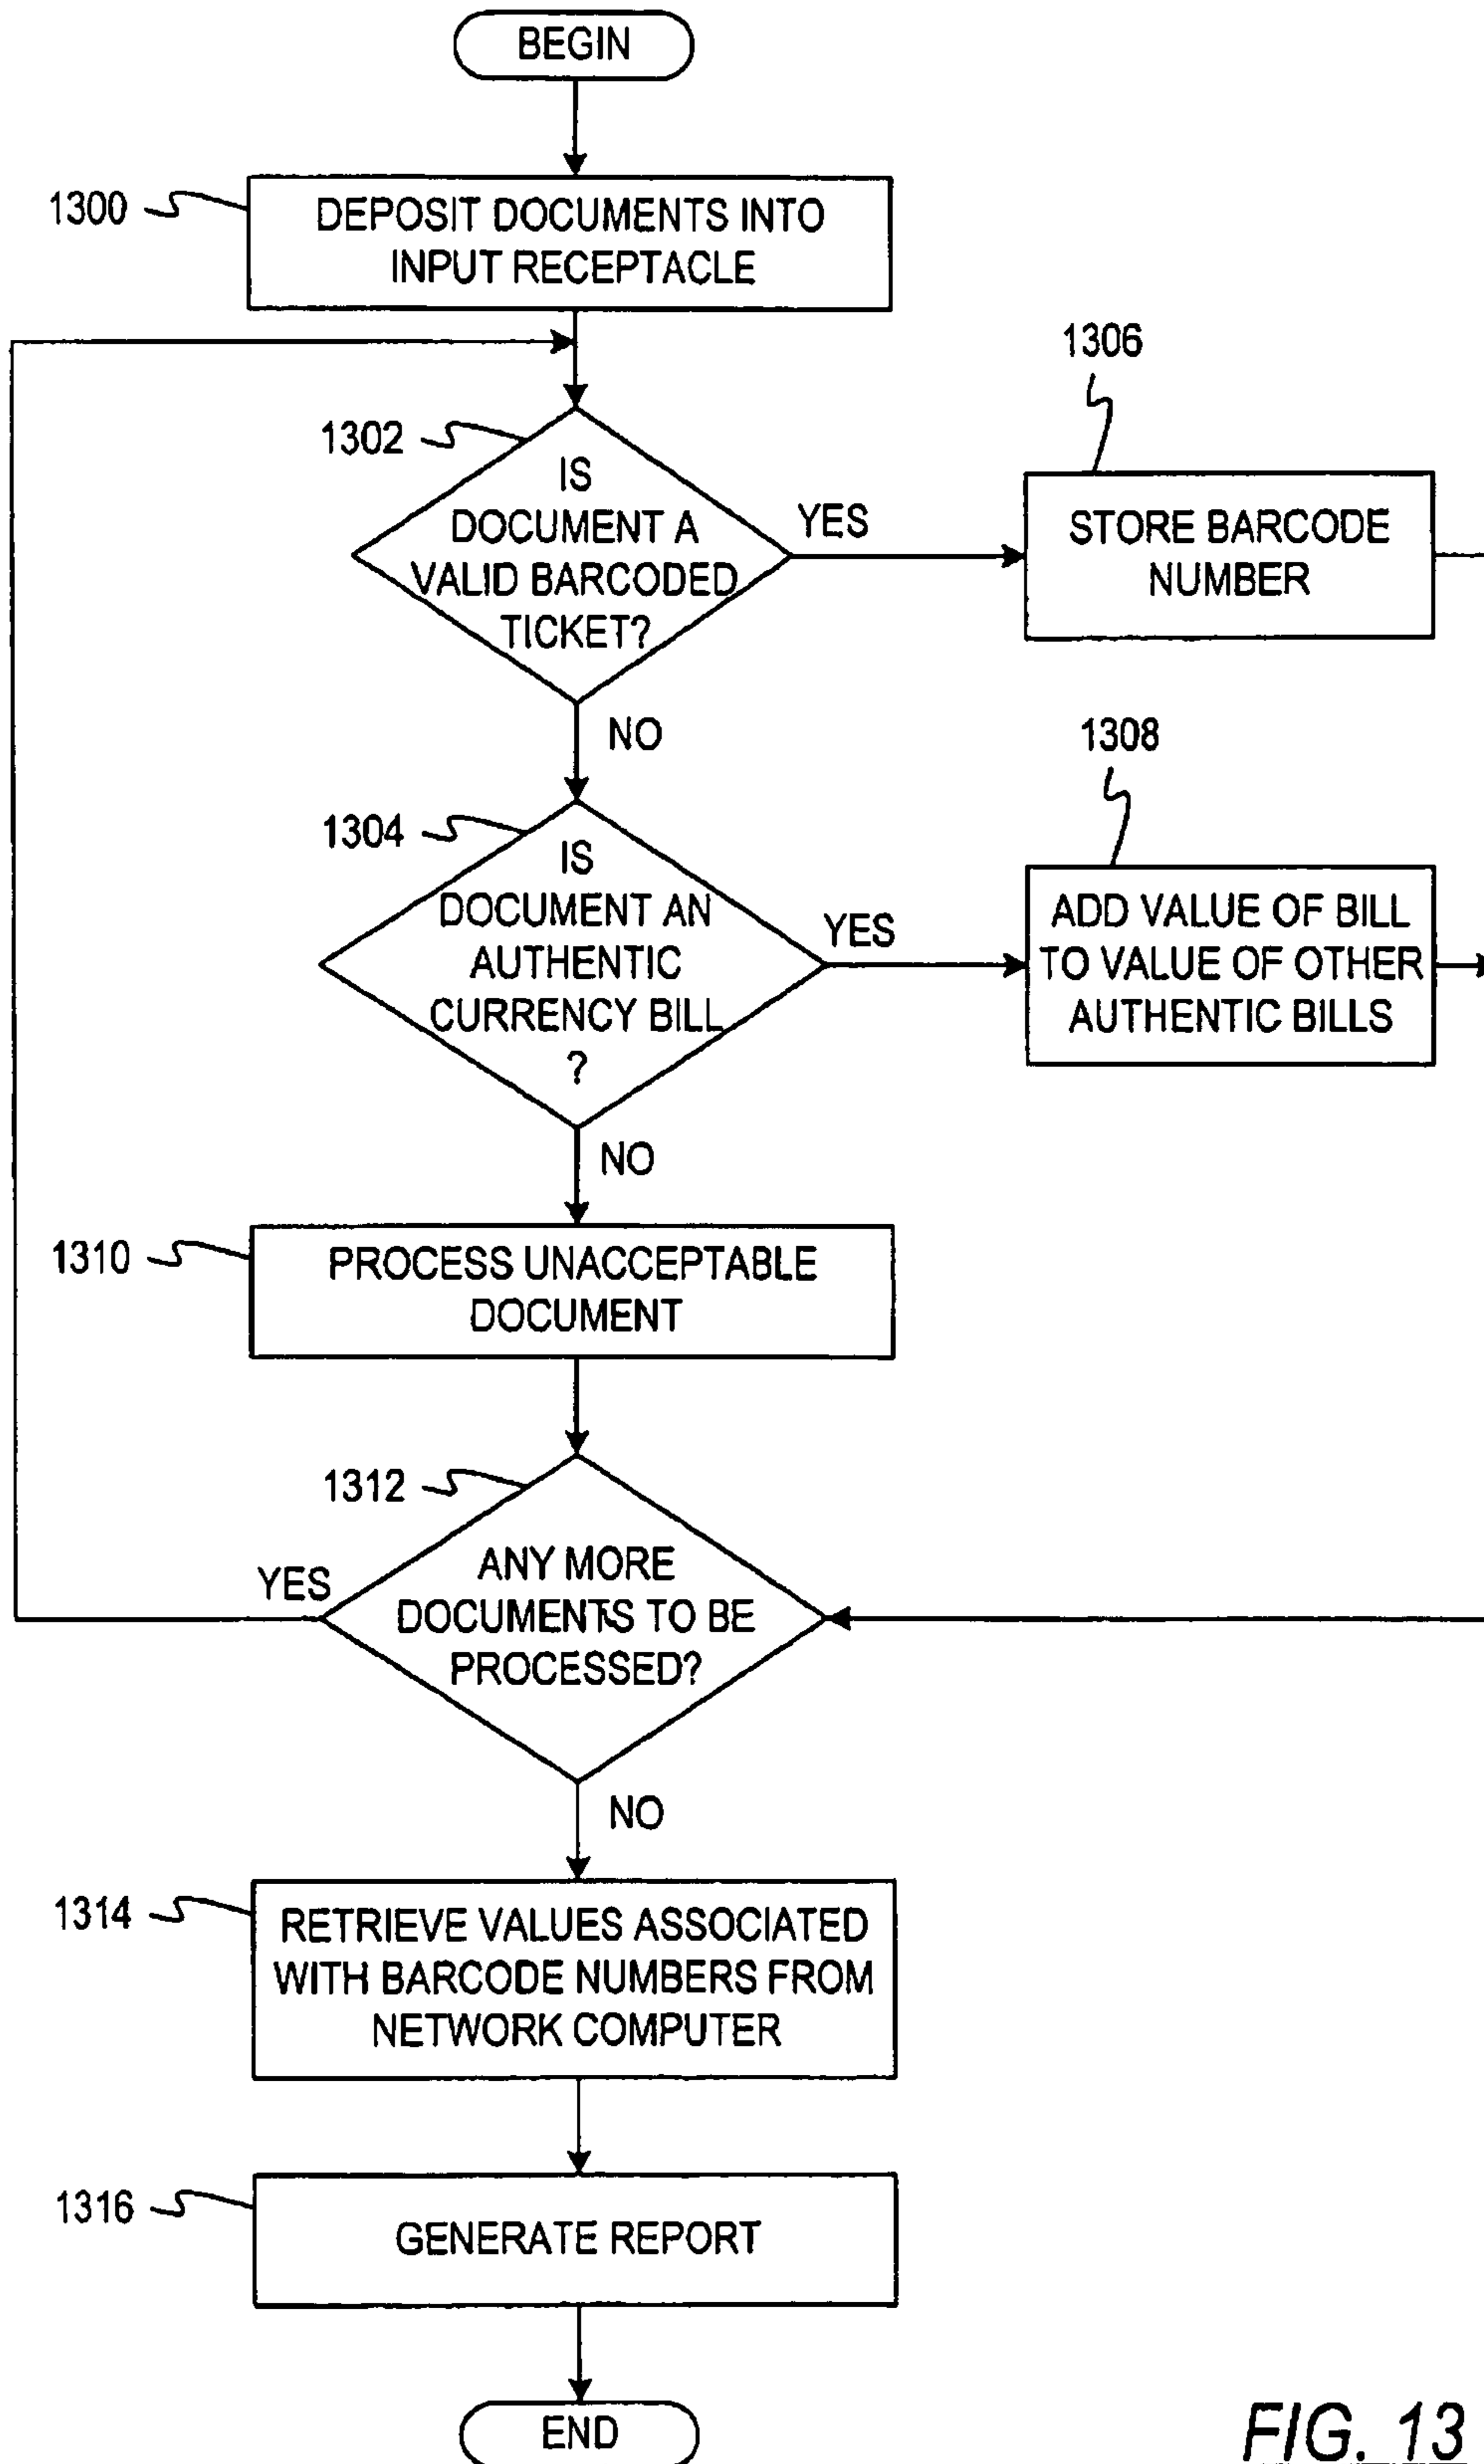 BEGIN
1300
DEPOSIT DOCUMENTS INTO
INPUT RECEPTACLE
1302
IS
DOCUMENT A
VALID BARCODED
TICKET?
YES
1306
STORE BARCODE
NUMBER
NO
1304
IS
DOCUMENT AN
AUTHENTIC
CURRENCY BILL
?
YES
1308
ADD VALUE OF BILL
TO VALUE OF OTHER
AUTHENTIC BILLS
NO
1310
PROCESS UNACCEPTABLE
DOCUMENT
1312
ANY MORE
DOCUMENTS TO BE
PROCESSED?
YES
NO
1314
RETRIEVE VALUES ASSOCIATED
WITH BARCODE NUMBERS FROM
NETWORK COMPUTER
1316
GENERATE REPORT
END
FIG. 13